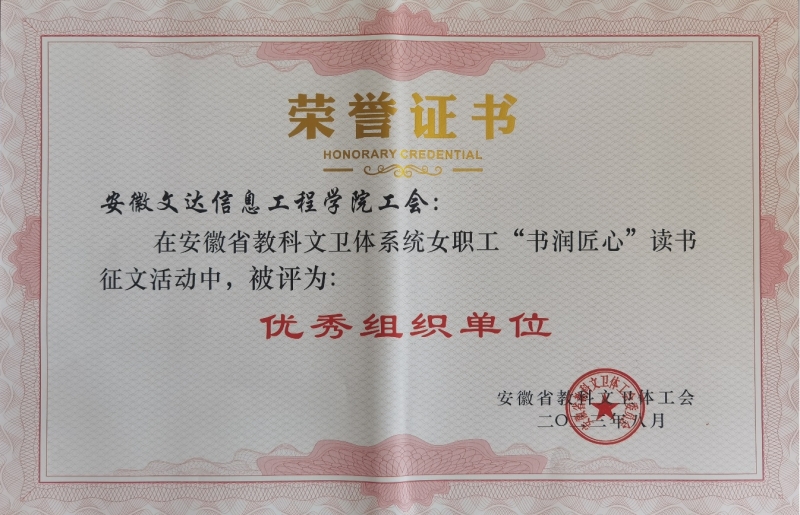 荣誉证书
HONORARY CREDENTIAL
安徽文达信息工程学院工会:
在安徽省教科文卫体系统女职工“书润匠心”读书
征文活动中,被评为:
优秀组织单位
安徽省教科文卫体工会
二〇二三年八月